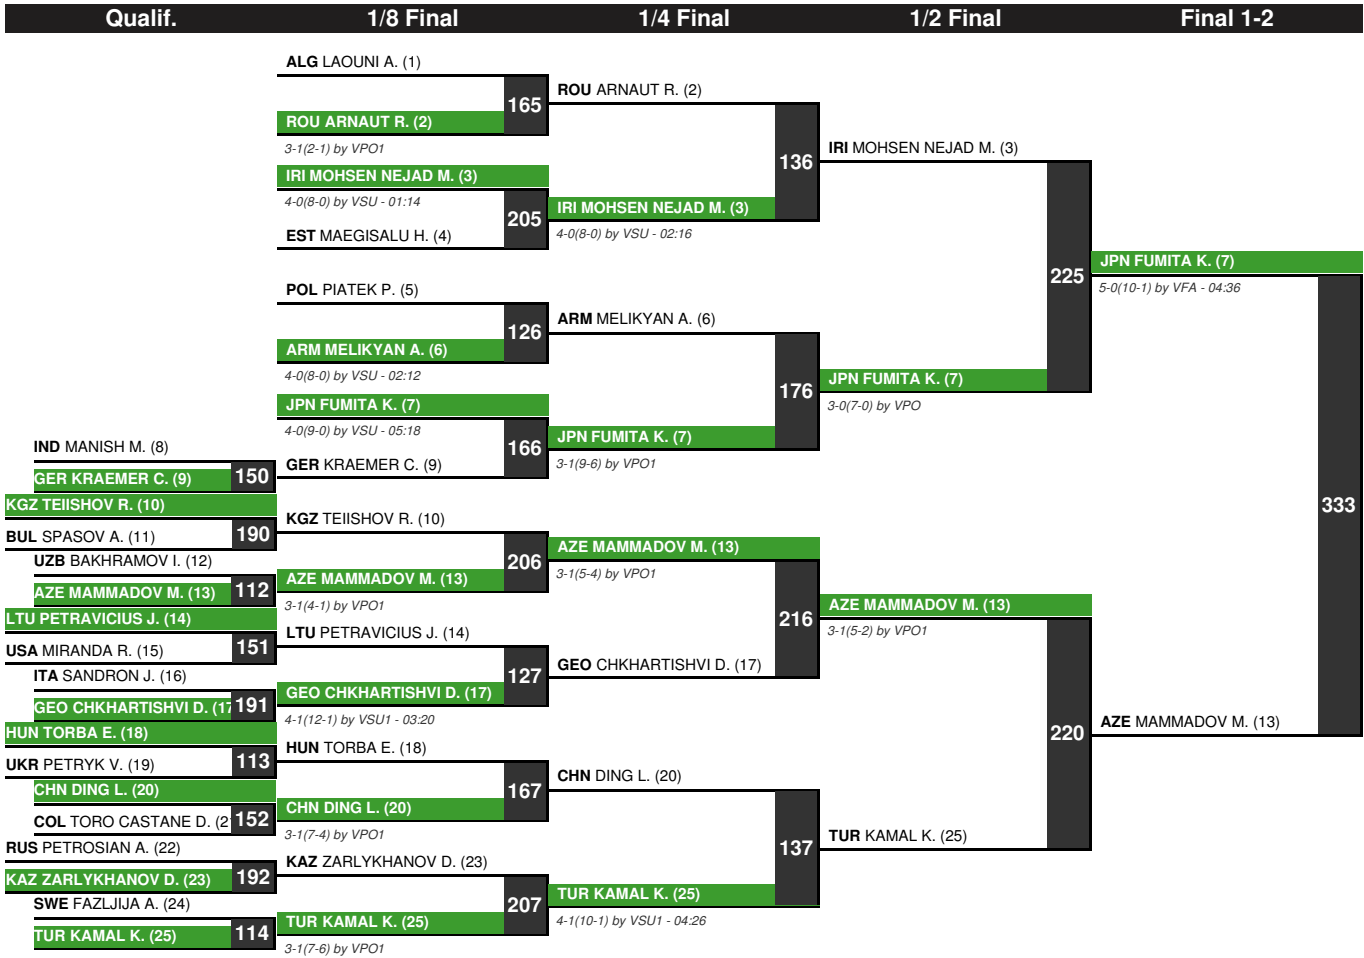 Qualif. 1/8 Final 1/4 Final 1/2 Final Final 1-2
ALG LAOUNI A. (1)
165
ROU ARNAUT R. (2)
3-1(2-1) by VPO1
IRI MOHSEN NEJAD M. (3)
4-0(8-0) by VSU - 01:14
205
EST MAEGISALU H. (4)
POL PIATEK P. (5)
126
ARM MELIKYAN A. (6)
4-0(8-0) by VSU - 02:12
JPN FUMITA K. (7)
4-0(9-0) by VSU - 05:18
166
GER KRAEMER C. (9)
IND MANISH M. (8)
GER KRAEMER C. (9)
150
KGZ TEIISHOV R. (10)
BUL SPASOV A. (11)
190
UZB BAKHRAMOV I. (12)
AZE MAMMADOV M. (13)
112
LTU PETRAVICIUS J. (14)
USA MIRANDA R. (15)
151
ITA SANDRON J. (16)
GEO CHKHARTISHVI D. (17
191
HUN TORBA E. (18)
UKR PETRYK V. (19)
113
CHN DING L. (20)
COL TORO CASTANE D. (21
152
RUS PETROSIAN A. (22)
KAZ ZARLYKHANOV D. (23)
192
SWE FAZLJIJA A. (24)
TUR KAMAL K. (25)
114
KGZ TEIISHOV R. (10)
206
AZE MAMMADOV M. (13)
3-1(4-1) by VPO1
LTU PETRAVICIUS J. (14)
127
GEO CHKHARTISHVI D. (17)
4-1(12-1) by VSU1 - 03:20
HUN TORBA E. (18)
167
CHN DING L. (20)
3-1(7-4) by VPO1
KAZ ZARLYKHANOV D. (23)
207
TUR KAMAL K. (25)
3-1(7-6) by VPO1
ROU ARNAUT R. (2)
136
IRI MOHSEN NEJAD M. (3)
4-0(8-0) by VSU - 02:16
ARM MELIKYAN A. (6)
176
JPN FUMITA K. (7)
3-1(9-6) by VPO1
AZE MAMMADOV M. (13)
3-1(5-4) by VPO1
216
GEO CHKHARTISHVI D. (17)
CHN DING L. (20)
137
TUR KAMAL K. (25)
4-1(10-1) by VSU1 - 04:26
IRI MOHSEN NEJAD M. (3)
225
JPN FUMITA K. (7)
3-0(7-0) by VPO
AZE MAMMADOV M. (13)
3-1(5-2) by VPO1
220
TUR KAMAL K. (25)
JPN FUMITA K. (7)
5-0(10-1) by VFA - 04:36
333
AZE MAMMADOV M. (13)